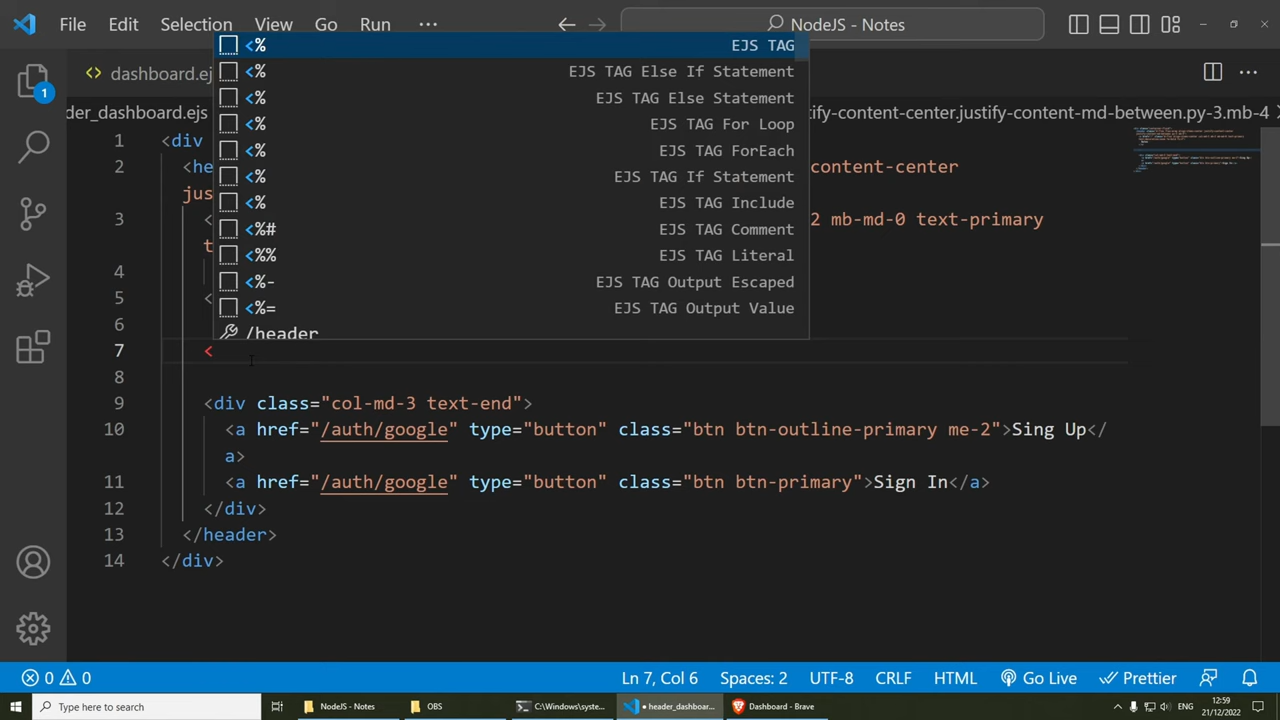 File Edit Selection View Go Run ··· NodeJS - Notes
dashboard.ej
der_dashboard.ejs
tify-content-center.justify-content-md-between.py-3.mb-4
<% EJS TAG
<% EJS TAG Else If Statement
<% EJS TAG Else Statement
<% EJS TAG For Loop
<% EJS TAG ForEach
<% EJS TAG If Statement
<% EJS TAG Include
<%# EJS TAG Comment
<%% EJS TAG Literal
<%- EJS TAG Output Escaped
<%= EJS TAG Output Value
/header
1 <div
2 <he content-center
jus
3 < 2 mb-md-0 text-primary
t
4
5 <
6
7 <
8
9 <div class="col-md-3 text-end">
10 <a href="/auth/google" type="button" class="btn btn-outline-primary me-2">Sing Up</
a>
11 <a href="/auth/google" type="button" class="btn btn-primary">Sign In</a>
12 </div>
13 </header>
14 </div>
1
0 0 Ln 7, Col 6 Spaces: 2 UTF-8 CRLF HTML Go Live Prettier
Type here to search NodeJS - Notes OBS C:\Windows\syste... • header_dashboar... Dashboard - Brave ENG 12:59
21/12/2022